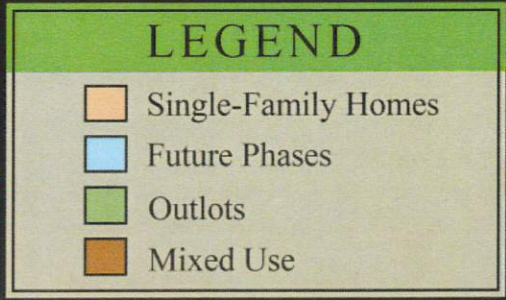 LEGEND
Single-Family Homes
Future Phases
Outlots
Mixed Use